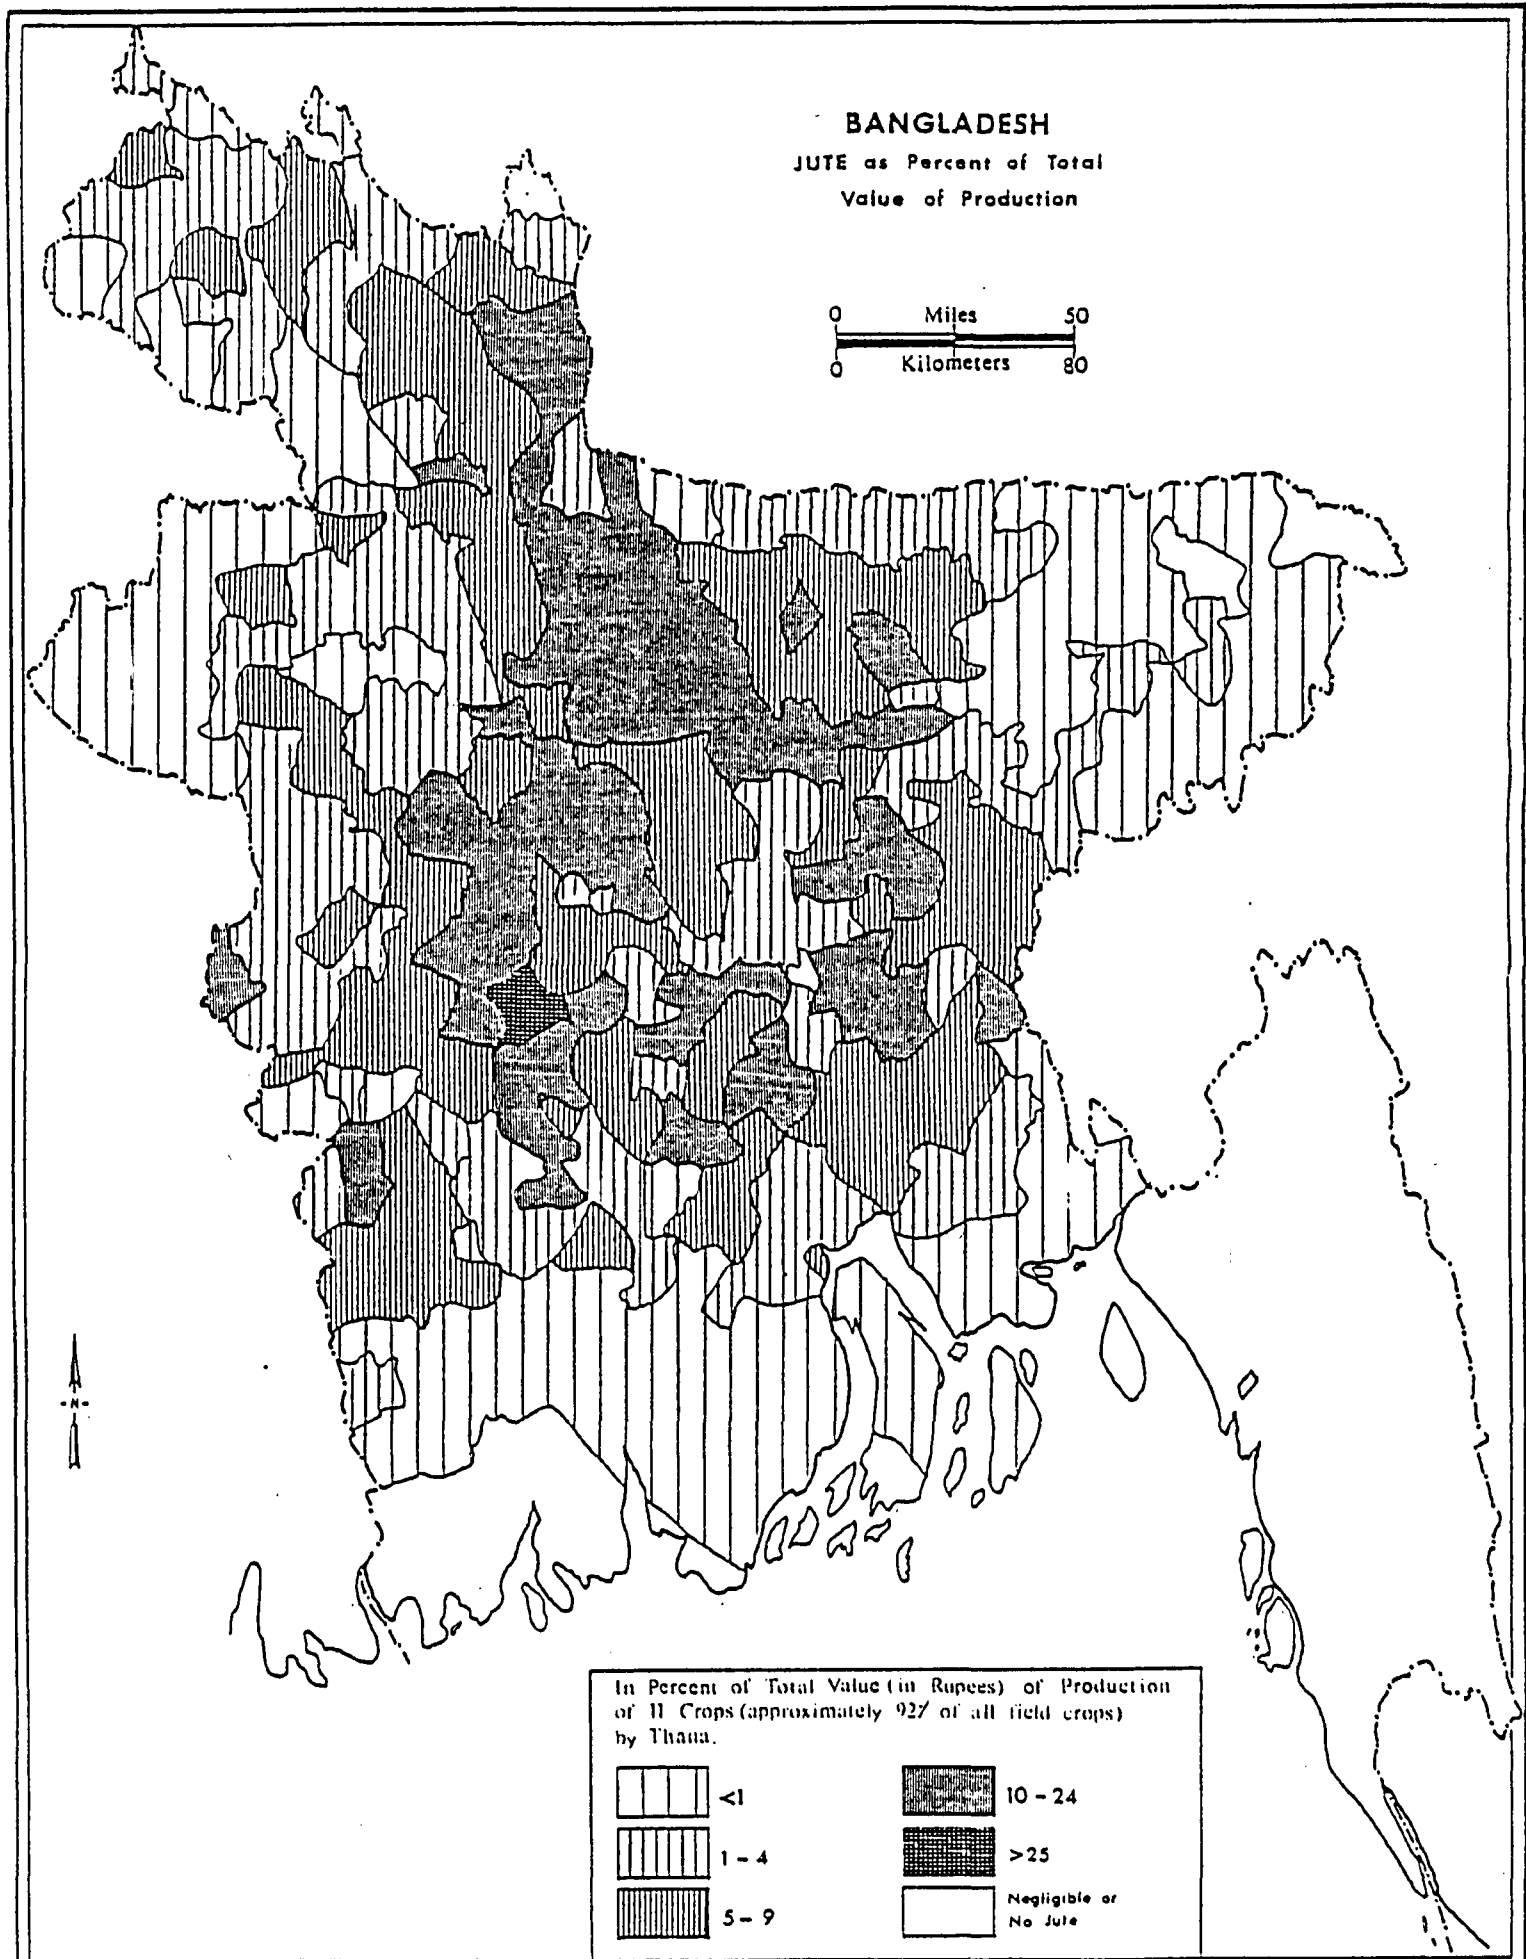 BANGLADESH
JUTE as Percent of Total
Value of Production
0 Miles 50
0 Kilometers 80
-N-
In Percent of Total Value (in Rupees) of Production
of 11 Crops (approximately 92% of all field crops)
by Thana.
<1
1 - 4
5 - 9
10 - 24
>25
Negligible or
No Jute